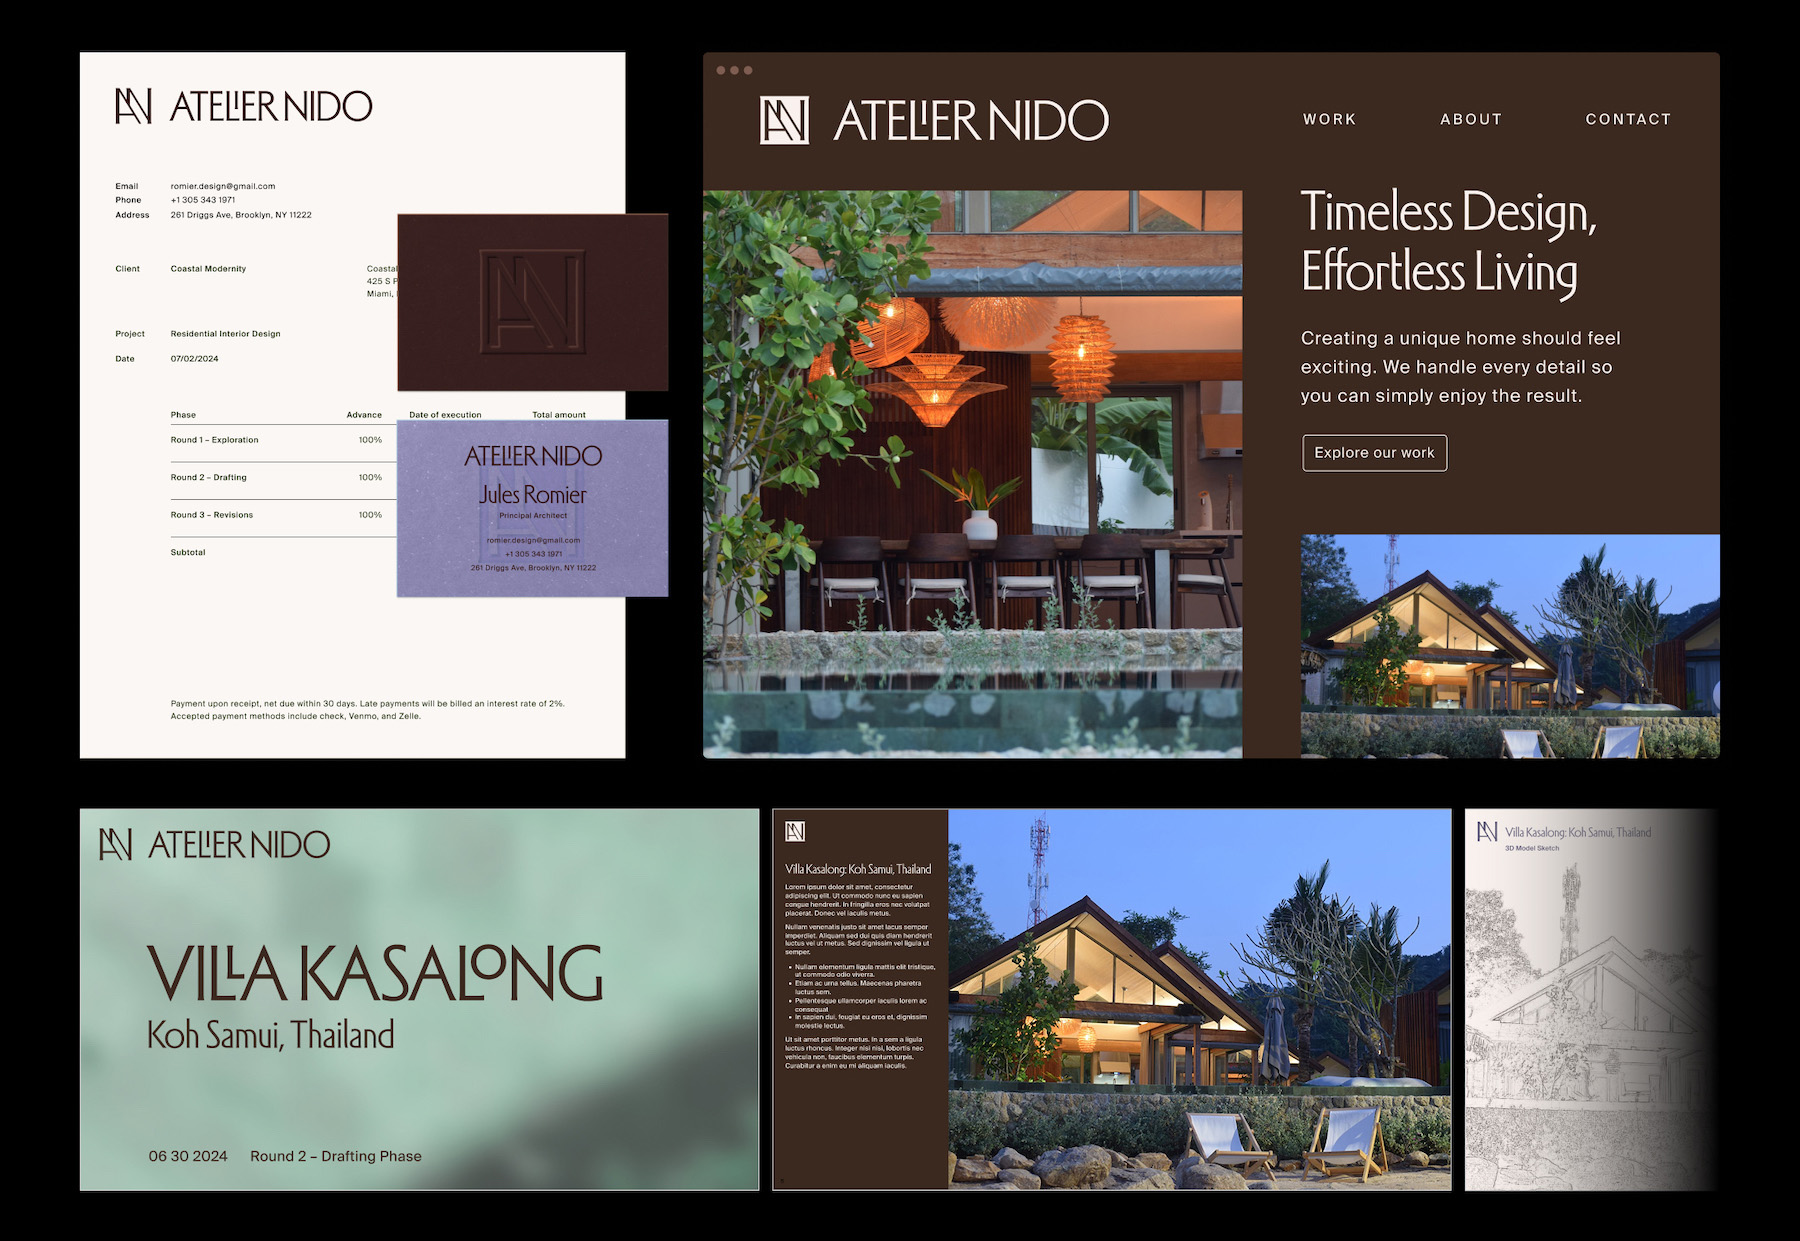 AN ATELIER NIDO
Email romier.design@gmail.com
Phone +1 305 343 1971
Address 261 Driggs Ave, Brooklyn, NY 11222
Client Coastal Modernity Coastal
425 S
Miami,
Project Residential Interior Design
Date 07/02/2024
Phase Advance Date of execution Total amount
Round 1 – Exploration 100%
Round 2 – Drafting 100%
Round 3 – Revisions 100%
Subtotal
Payment upon receipt, net due within 30 days. Late payments will be billed an interest rate of 2%.
Accepted payment methods include check, Venmo, and Zelle.
AN
ATELIER NIDO
Jules Romier
Principal Architect
romier.design@gmail.com
+1 305 343 1971
261 Driggs Ave, Brooklyn, NY 11222
AN ATELIER NIDO
WORK ABOUT CONTACT
Timeless Design,
Effortless Living
Creating a unique home should feel
exciting. We handle every detail so
you can simply enjoy the result.
Explore our work
AN ATELIER NIDO
VILLA KASALONG
Koh Samui, Thailand
06 30 2024 Round 2 – Drafting Phase
AN
Villa Kasalong: Koh Samui, Thailand
Lorem ipsum dolor sit amet, consectetur
adipiscing elit. Ut commodo nunc eu sapien
congue hendrerit. In fringilla eros nec volutpat
placerat. Donec vel iaculis metus.
Nullam venenatis justo sit amet lacus semper
imperdiet. Aliquam sed dui quis diam hendrerit
luctus vel ut metus. Sed dignissim vel ligula ut
semper.
• Nullam elementum ligula mattis elit tristique,
ut commodo odio viverra.
• Etiam ac urna tellus. Maecenas pharetra
luctus sem.
• Pellentesque ullamcorper iaculis lorem ac
consequat
• In sapien dui, feugiat eu eros et, dignissim
molestie lectus.
Ut sit amet porttitor metus. In a sem a ligula
luctus rhoncus. Integer nisi nisl, lobortis nec
vehicula non, faucibus elementum turpis.
Curabitur a enim eu mi aliquam iaculis.
AN Villa Kasalong: Koh Samui, Thailand
3D Model Sketch